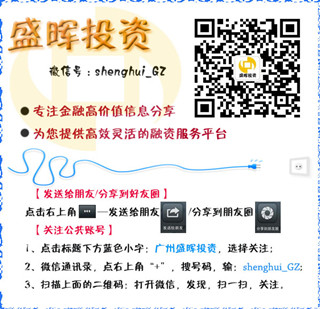 盛晖投资
微信号：shenghui_GZ
盛晖投资
● 专注金融高价值信息分享
● 为您提供高效灵活的融资服务平台
【 发送给朋友/分享到好友圈 】
点击右上角 ••• —发送给朋友 /分享到朋友圈
【 关注公共账号 】
1、点击标题下方蓝色小字：广州盛晖投资，选择关注；
2、微信通讯录，点右上角“+”，搜号码，输：shenghui_GZ;
3、扫描上面的二维码：打开微信，发现，扫一扫，关注。